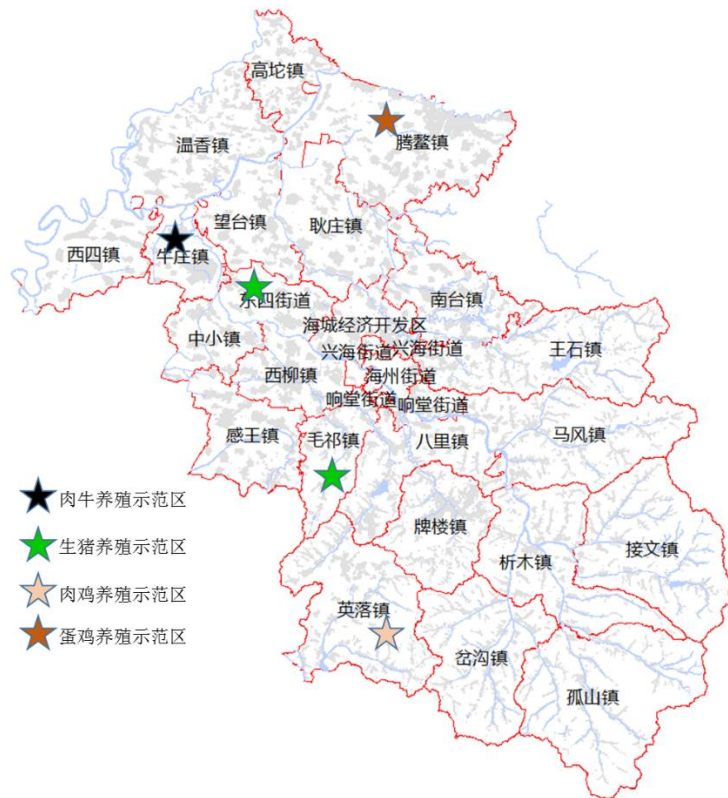 高坨镇
腾鳌镇
温香镇
望台镇
耿庄镇
西四镇
牛庄镇
东四街道
南台镇
海城经济开发区
中小镇
兴海街道
兴海街道
王石镇
西柳镇
海州街道
响堂街道
响堂街道
感王镇
毛祁镇
八里镇
马风镇
牌楼镇
析木镇
接文镇
英落镇
岔沟镇
孤山镇
肉牛养殖示范区
生猪养殖示范区
肉鸡养殖示范区
蛋鸡养殖示范区